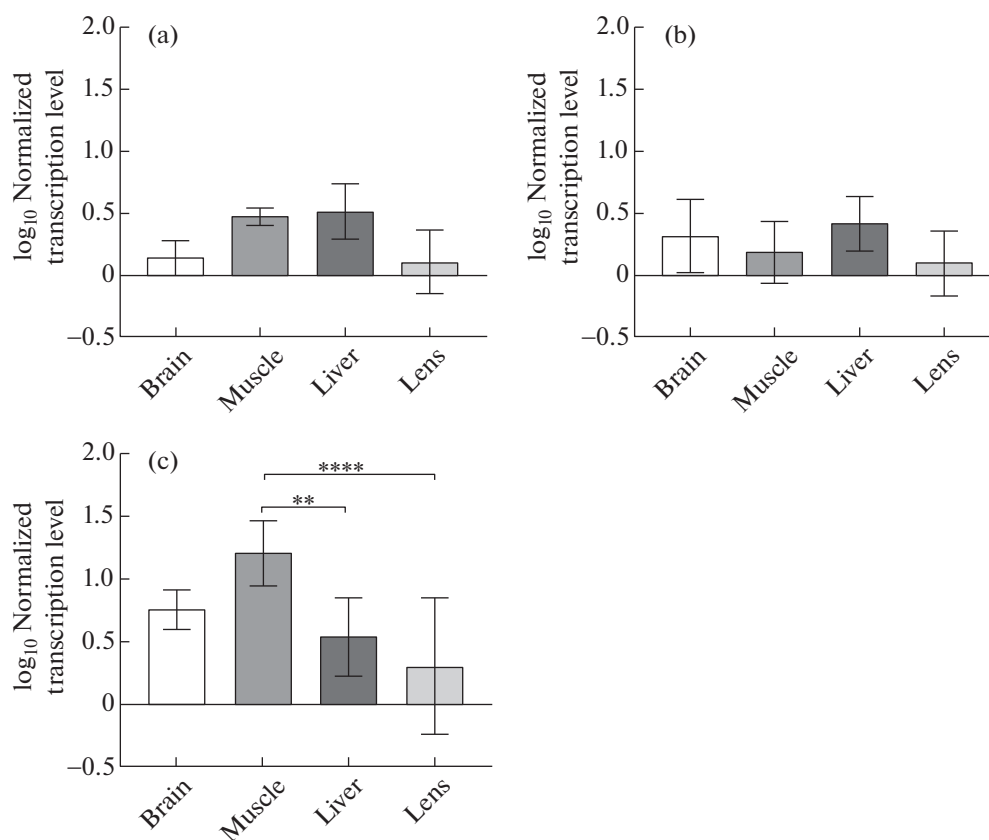 (a)
log₁₀ Normalized
transcription level
2.0
1.5
1.0
0.5
0
–0.5
Brain
Muscle
Liver
Lens
(b)
log₁₀ Normalized
transcription level
2.0
1.5
1.0
0.5
0
–0.5
Brain
Muscle
Liver
Lens
(c)
log₁₀ Normalized
transcription level
2.0
1.5
1.0
0.5
0
–0.5
****
**
Brain
Muscle
Liver
Lens